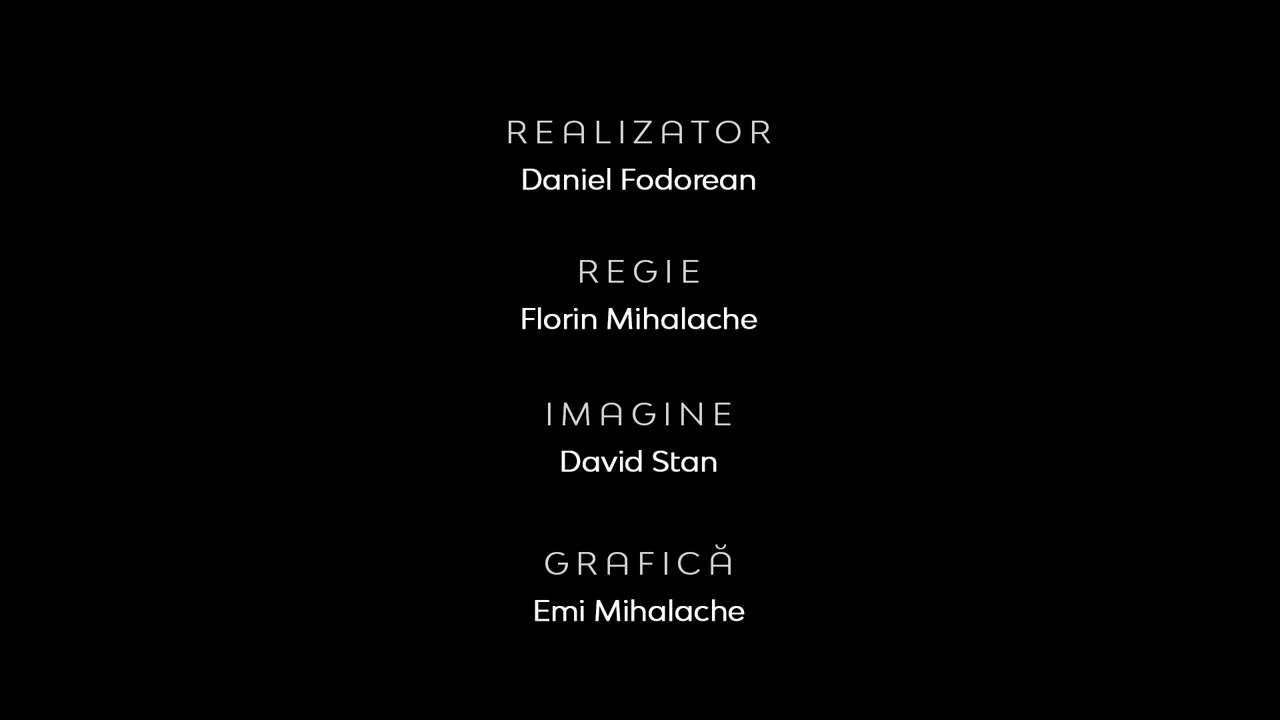 REALIZATOR
Daniel Fodorean
REGIE
Florin Mihalache
IMAGINE
David Stan
GRAFICĂ
Emi Mihalache